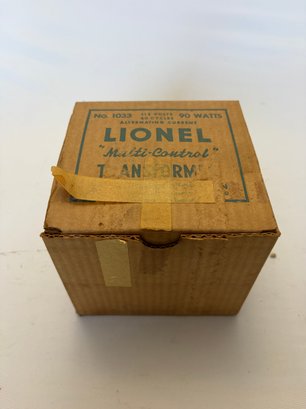 No. 1033 115 VOLTS 90 WATTS
60 CYCLES
ALTERNATING CURRENT
LIONEL
"Multi-Control"